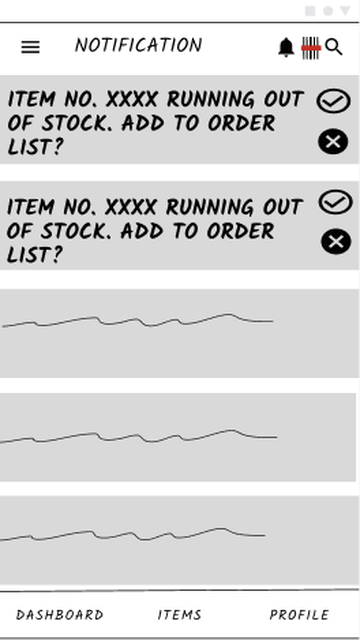 NOTIFICATION
ITEM NO. XXXX RUNNING OUT
OF STOCK. ADD TO ORDER
LIST?
ITEM NO. XXXX RUNNING OUT
OF STOCK. ADD TO ORDER
LIST?
DASHBOARD ITEMS PROFILE